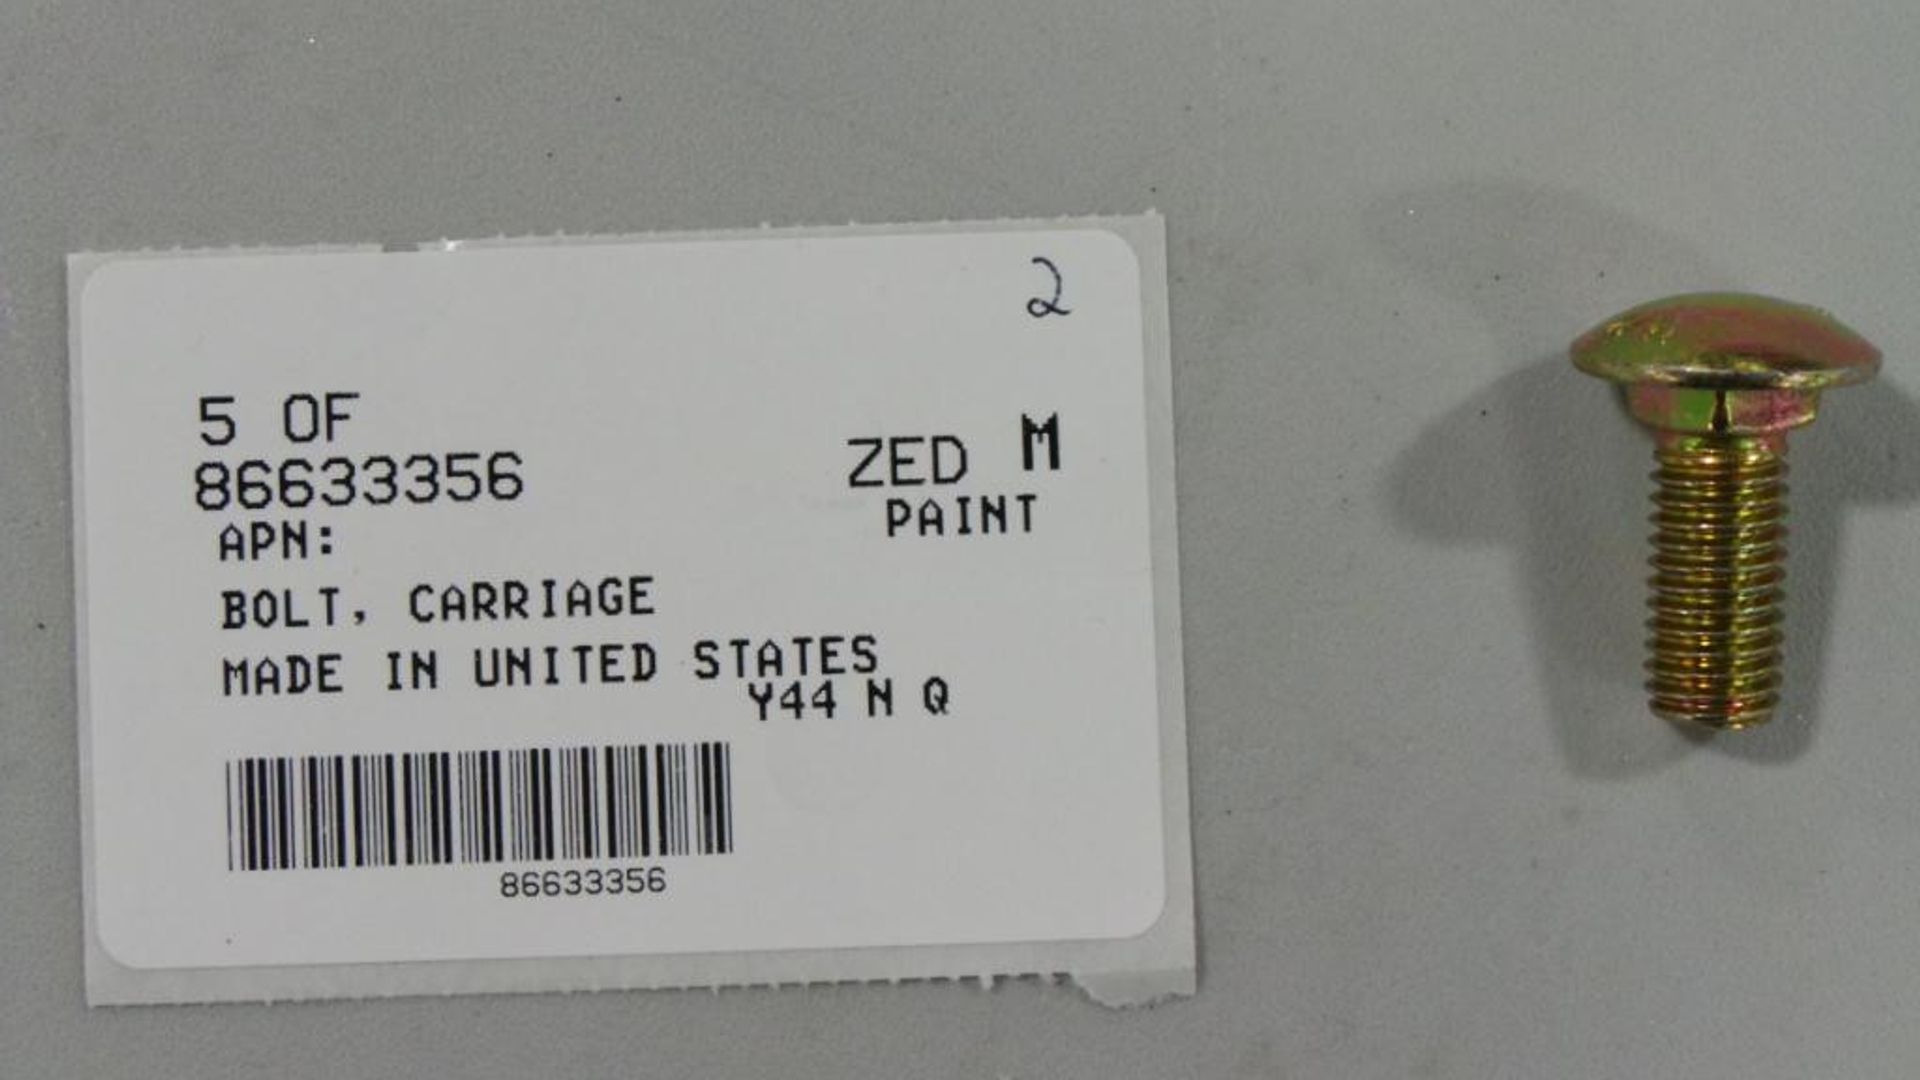 2
5 OF
86633356
ZED M
PAINT
APN:
BOLT, CARRIAGE
MADE IN UNITED STATES
Y44 N Q
86633356